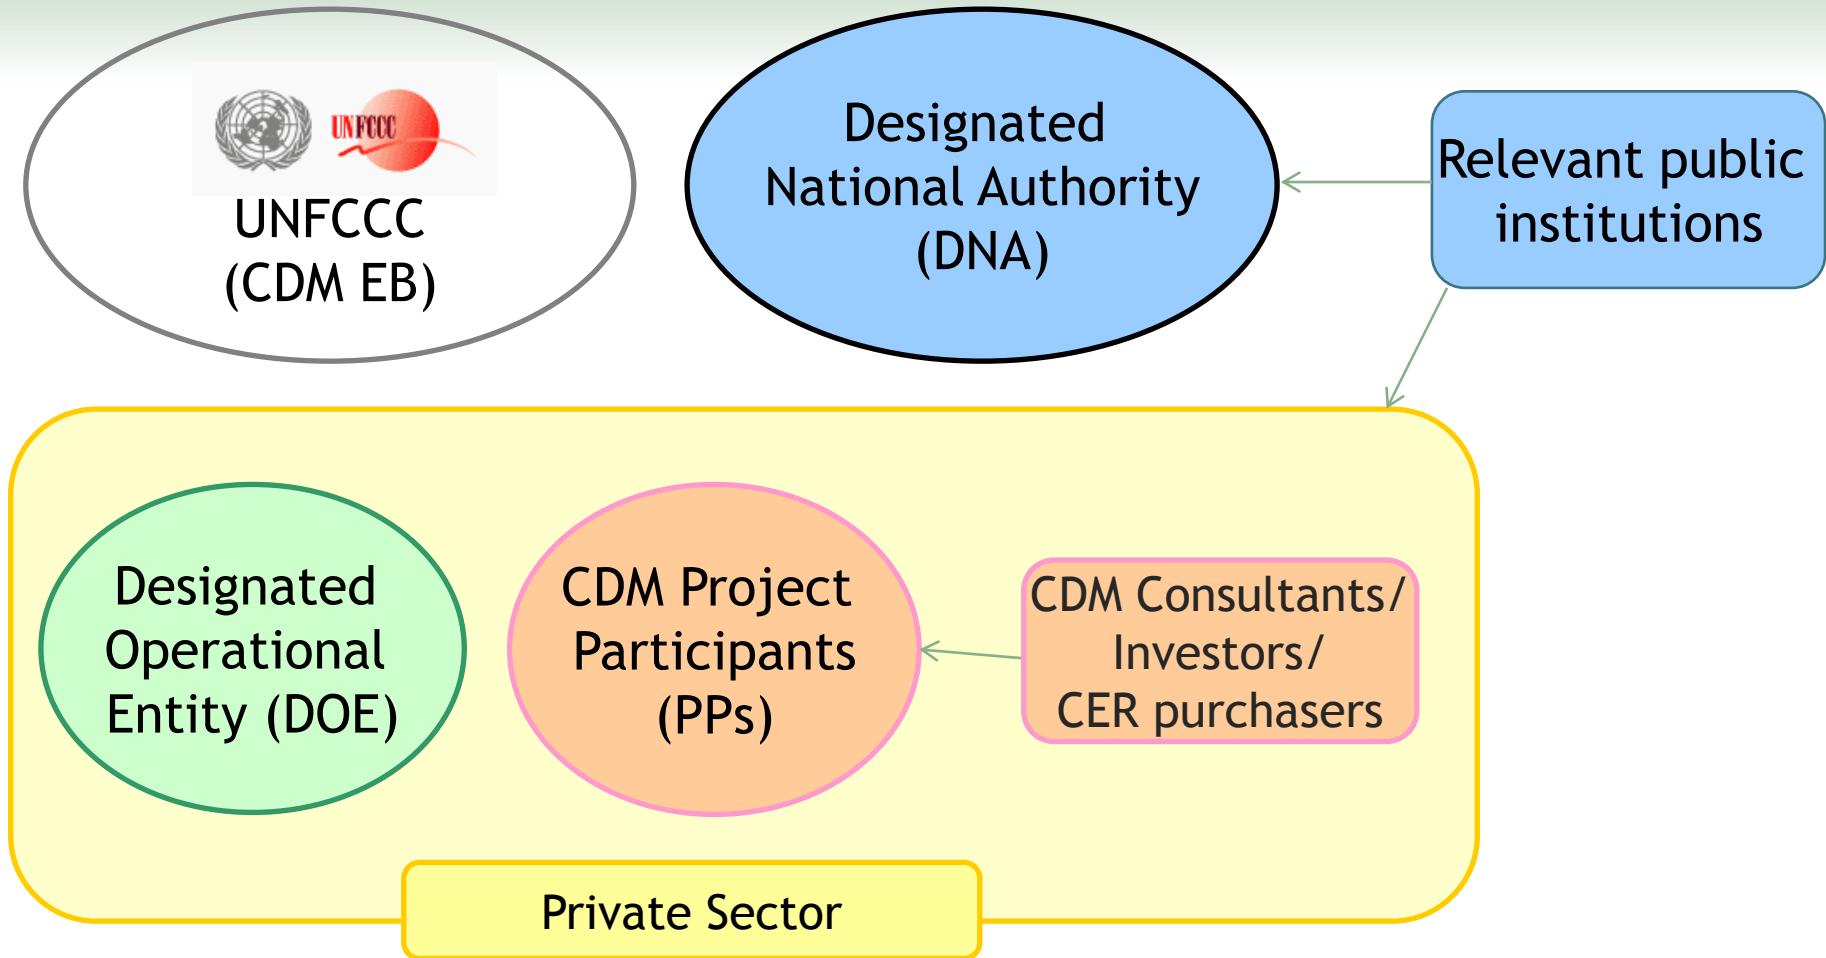 UNFCCC
UNFCCC
(CDM EB)
Designated
National Authority
(DNA)
Relevant public
institutions
Designated
Operational
Entity (DOE)
CDM Project
Participants
(PPs)
CDM Consultants/
Investors/
CER purchasers
Private Sector